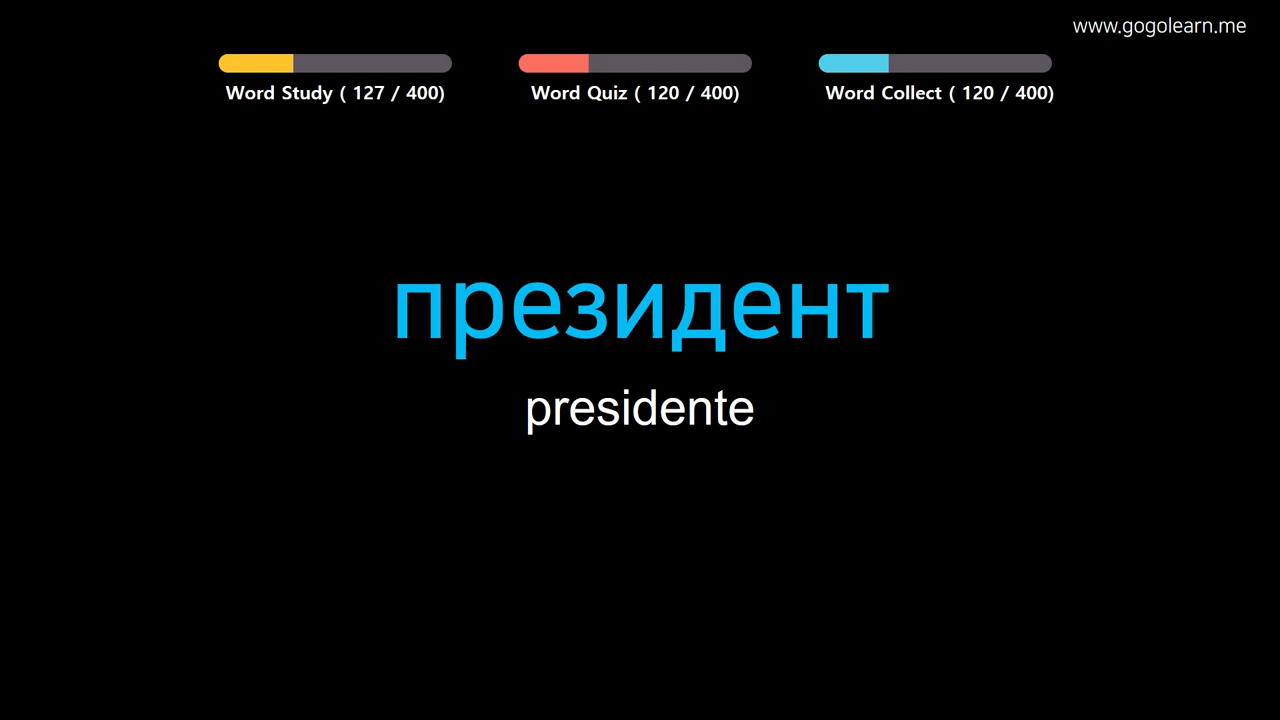 www.gogolearn.me
Word Study ( 127 / 400)
Word Quiz ( 120 / 400)
Word Collect ( 120 / 400)
президент
presidente